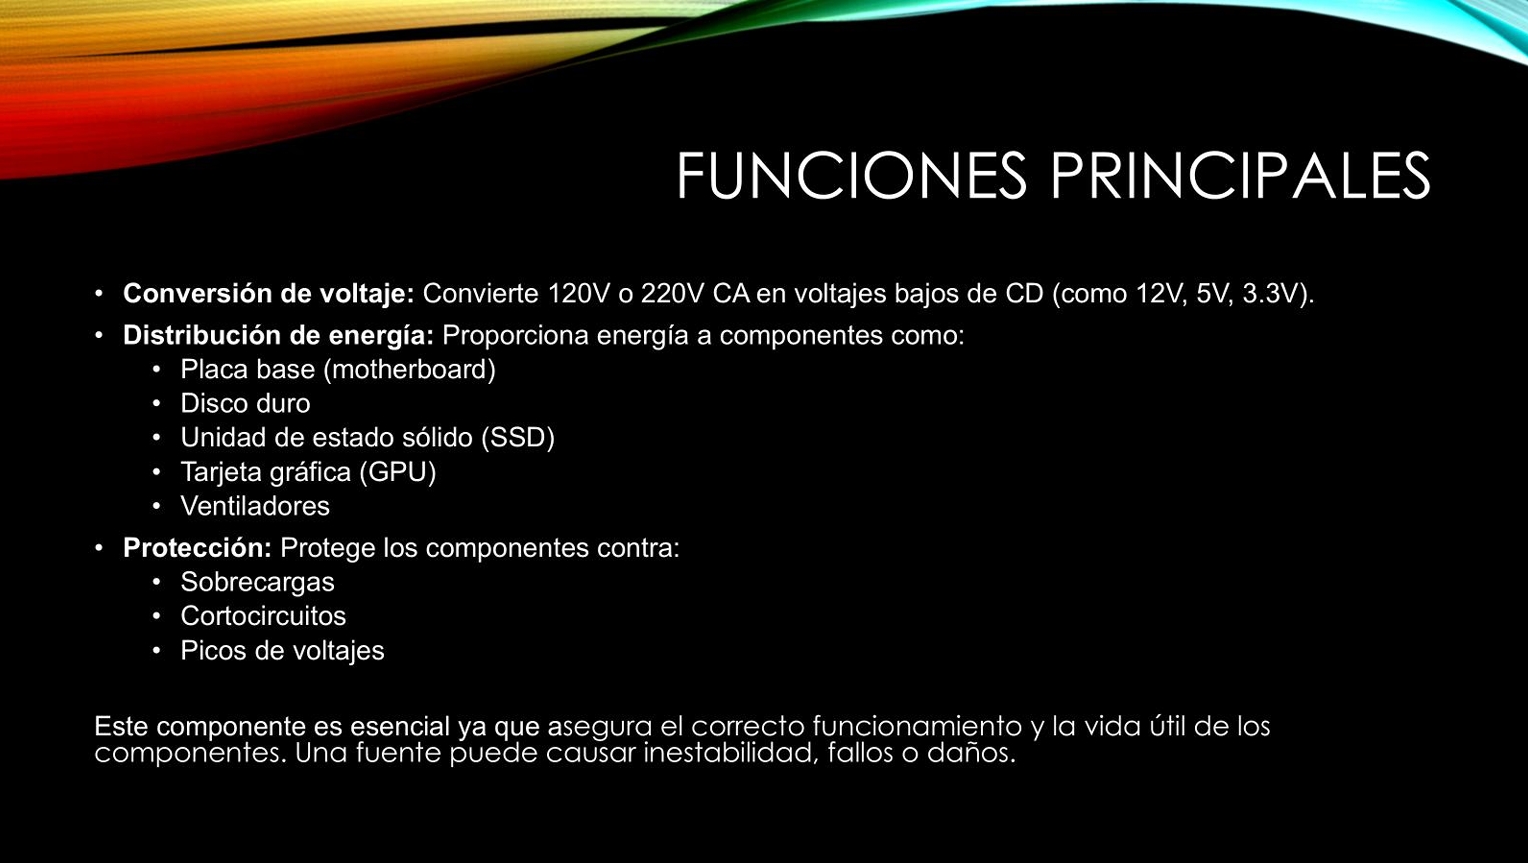 FUNCIONES PRINCIPALES
• Conversión de voltaje: Convierte 120V o 220V CA en voltajes bajos de CD (como 12V, 5V, 3.3V).
• Distribución de energía: Proporciona energía a componentes como:
• Placa base (motherboard)
• Disco duro
• Unidad de estado sólido (SSD)
• Tarjeta gráfica (GPU)
• Ventiladores
• Protección: Protege los componentes contra:
• Sobrecargas
• Cortocircuitos
• Picos de voltajes
Este componente es esencial ya que asegura el correcto funcionamiento y la vida útil de los
componentes. Una fuente puede causar inestabilidad, fallos o daños.